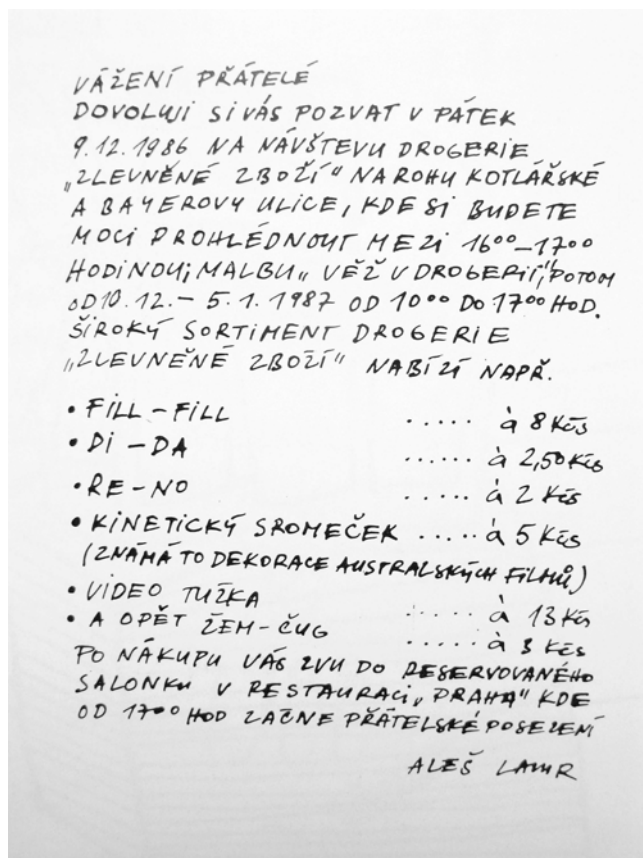 VÁŽENÍ PŘÁTELÉ
DOVOLUJI SI VÁS POZVAT V PÁTEK
9.12.1986 NA NÁVŠTEVU DROGERIE
„ZLEVNĚNÉ ZBOŽÍ“ NA ROHU KOTLÁŘSKÉ
A BAYEROVY ULICE, KDE SI BUDETE
MOCI PROHLÉDNOUT MEZI 16⁰⁰–17⁰⁰
HODINOU; MALBU „VĚŽ V DROGERII“, POTOM
OD 10.12. – 5.1.1987 OD 10⁰⁰ DO 17⁰⁰ HOD.
ŠIROKÝ SORTIMENT DROGERIE
„ZLEVNĚNÉ ZBOŽÍ“ NABÍZÍ NAPŘ.
• FILL – FILL ..... à 8 Kčs
• DI – DA ...... à 2,50 Kčs
• RE – NO ..... à 2 Kčs
• KINETICKÝ SROMEČEK ..... à 5 Kčs
(ZNÁMÁ TO DEKORACE AUSTRALSKÝCH FILMŮ)
• VIDEO TUŽKA ..... à 13 Kčs
• A OPĚT ŽEM-ČUG ..... à 3 Kčs
PO NÁKUPU VÁS ZVU DO RESERVOVANÉHO
SALONKU V RESTAURACI „PRAHA“ KDE
OD 17⁰⁰ HOD ZAČNE PŘÁTELSKÉ POSEZENÍ
ALEŠ LAMR